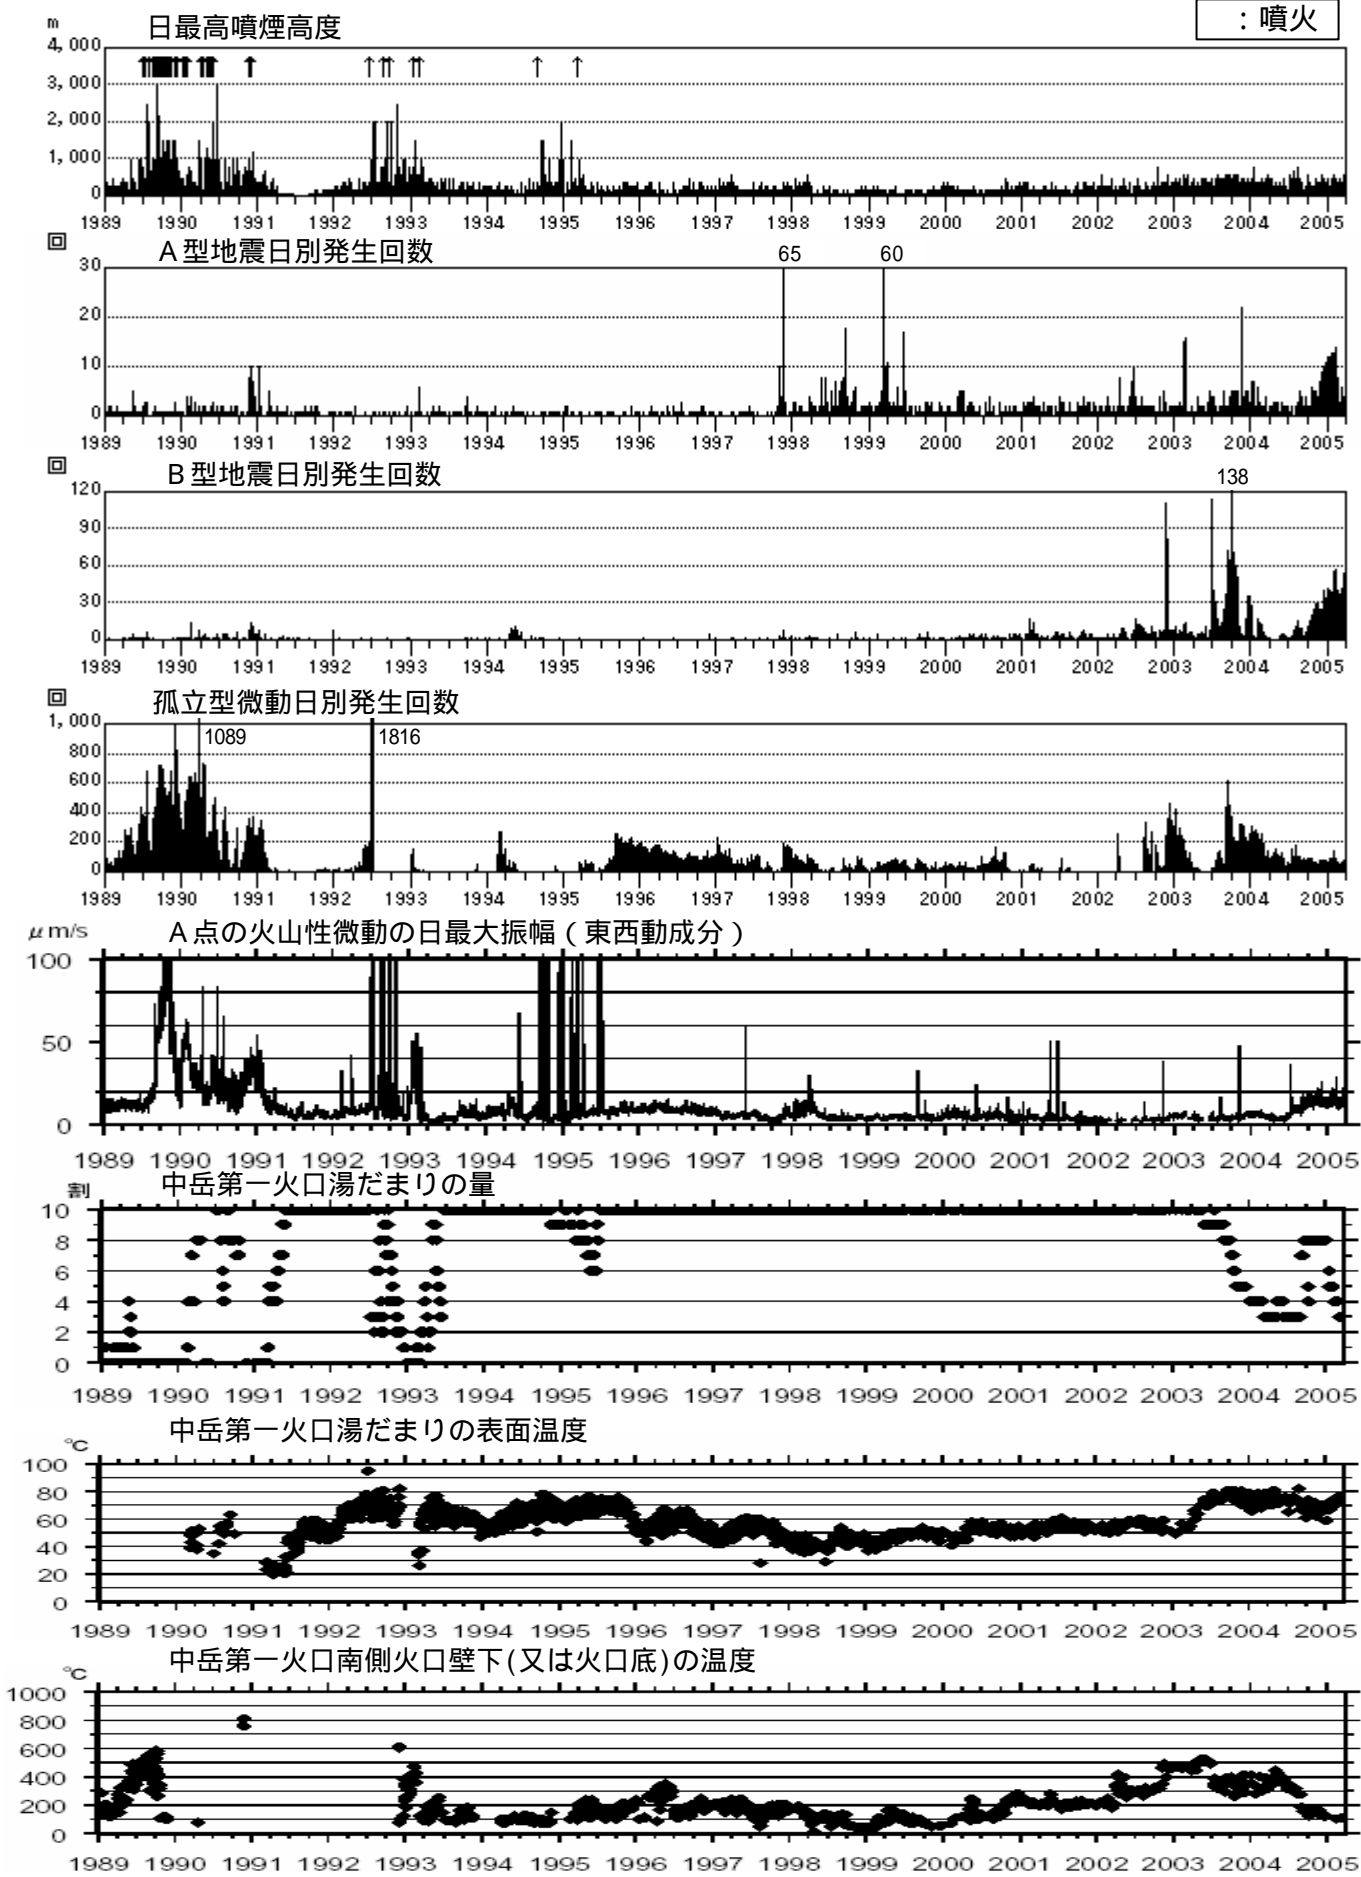 ：噴火
m 日最高噴煙高度
4,000
3,000
2,000
1,000
0
1989 1990 1991 1992 1993 1994 1995 1996 1997 1998 1999 2000 2001 2002 2003 2004 2005
回 A型地震日別発生回数
65 60
30
20
10
0
1989 1990 1991 1992 1993 1994 1995 1996 1997 1998 1999 2000 2001 2002 2003 2004 2005
回 B型地震日別発生回数
138
120
90
60
30
0
1989 1990 1991 1992 1993 1994 1995 1996 1997 1998 1999 2000 2001 2002 2003 2004 2005
回 孤立型微動日別発生回数
1,000
1089 1816
800
600
400
200
0
1989 1990 1991 1992 1993 1994 1995 1996 1997 1998 1999 2000 2001 2002 2003 2004 2005
μm/s A点の火山性微動の日最大振幅（東西動成分）
100
50
0
1989 1990 1991 1992 1993 1994 1995 1996 1997 1998 1999 2000 2001 2002 2003 2004 2005
割 中岳第一火口湯だまりの量
10
8
6
4
2
0
1989 1990 1991 1992 1993 1994 1995 1996 1997 1998 1999 2000 2001 2002 2003 2004 2005
℃ 中岳第一火口湯だまりの表面温度
100
80
60
40
20
0
1989 1990 1991 1992 1993 1994 1995 1996 1997 1998 1999 2000 2001 2002 2003 2004 2005
℃ 中岳第一火口南側火口壁下(又は火口底)の温度
1000
800
600
400
200
0
1989 1990 1991 1992 1993 1994 1995 1996 1997 1998 1999 2000 2001 2002 2003 2004 2005